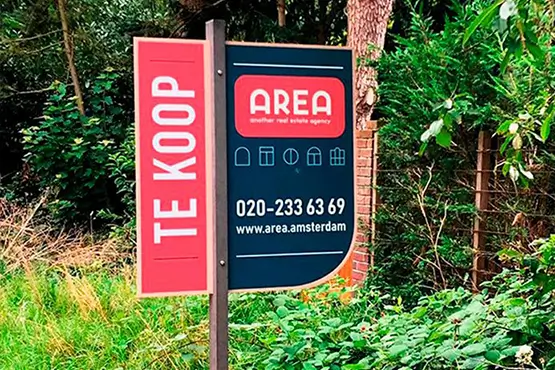 TE KOOP
AREA
another real estate agency
020-233 63 69
www.area.amsterdam